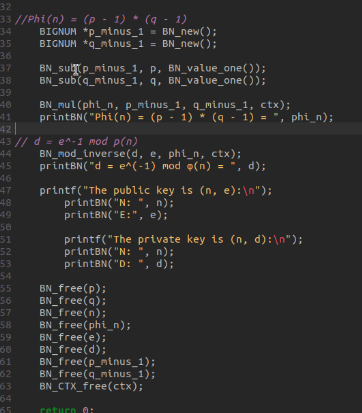 32
33 //Phi(n) = (p - 1) * (q - 1)
34 BIGNUM *p_minus_1 = BN_new();
35 BIGNUM *q_minus_1 = BN_new();
36
37 BN_sub(p_minus_1, p, BN_value_one());
38 BN_sub(q_minus_1, q, BN_value_one());
39
40 BN_mul(phi_n, p_minus_1, q_minus_1, ctx);
41 printBN("Phi(n) = (p - 1) * (q - 1) = ", phi_n);
42
43 // d = e^-1 mod p(n)
44 BN_mod_inverse(d, e, phi_n, ctx);
45 printBN("d = e^(-1) mod φ(n) = ", d);
46
47 printf("The public key is (n, e):\n");
48 printBN("N: ", n);
49 printBN("E:", e);
50
51 printf("The private key is (n, d):\n");
52 printBN("N: ", n);
53 printBN("D: ", d);
54
55 BN_free(p);
56 BN_free(q);
57 BN_free(n);
58 BN_free(phi_n);
59 BN_free(e);
60 BN_free(d);
61 BN_free(p_minus_1);
62 BN_free(q_minus_1);
63 BN_CTX_free(ctx);
64
65 return 0;